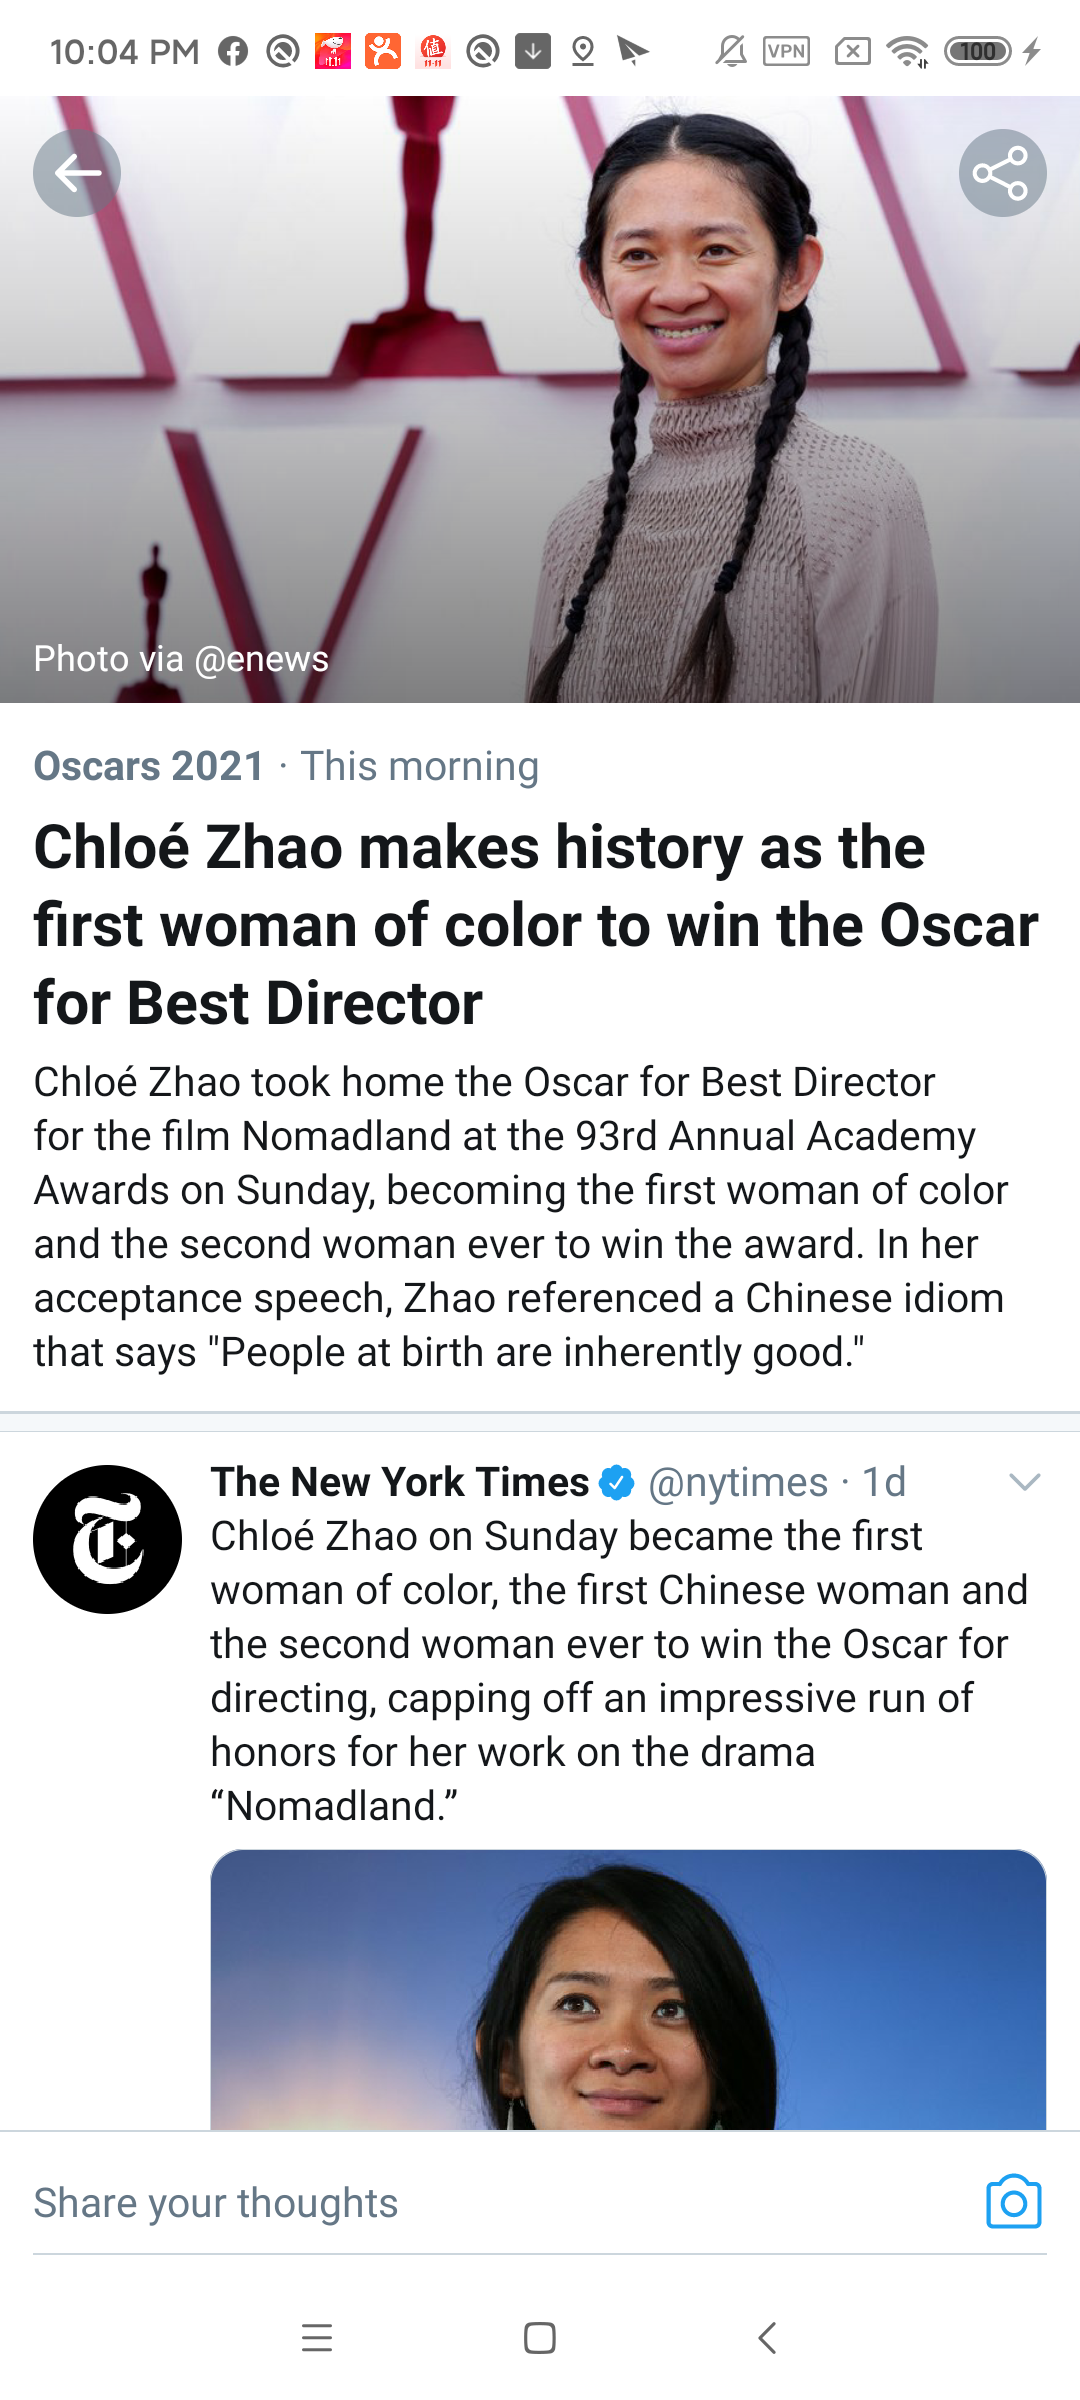 10:04 PM
11.11
值
11·11
VPN
100
Photo via @enews
Oscars 2021 · This morning
Chloé Zhao makes history as the
first woman of color to win the Oscar
for Best Director
Chloé Zhao took home the Oscar for Best Director
for the film Nomadland at the 93rd Annual Academy
Awards on Sunday, becoming the first woman of color
and the second woman ever to win the award. In her
acceptance speech, Zhao referenced a Chinese idiom
that says "People at birth are inherently good."
The New York Times @nytimes · 1d
Chloé Zhao on Sunday became the first
woman of color, the first Chinese woman and
the second woman ever to win the Oscar for
directing, capping off an impressive run of
honors for her work on the drama
“Nomadland.”
Share your thoughts